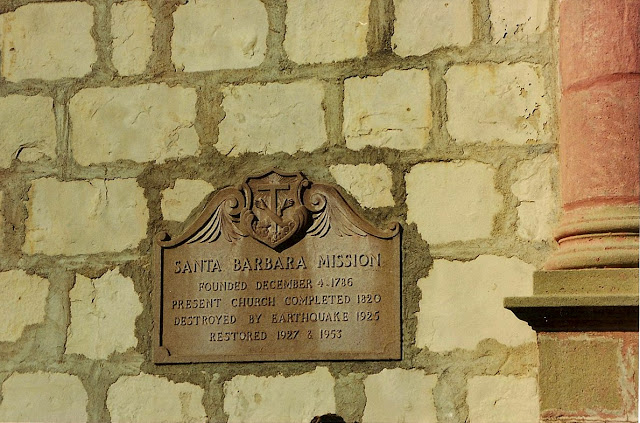 SANTA BARBARA MISSION
FOUNDED DECEMBER 4-1786
PRESENT CHURCH COMPLETED 1820
DESTROYED BY EARTHQUAKE 1925
RESTORED 1927 & 1953